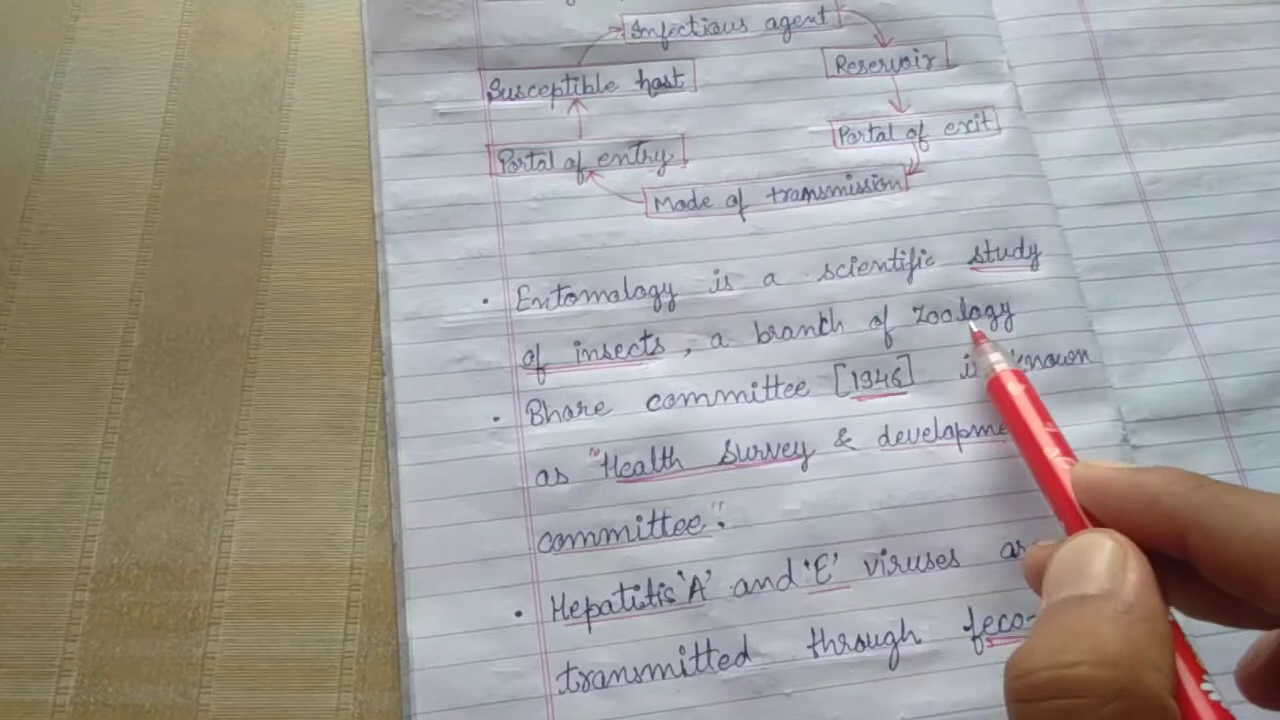 Infectious agent
Susceptible host
Reservoir
Portal of entry
Portal of exit
Mode of transmission
• Entomology is a scientific study
of insects, a branch of zoology
• Bhore committee [1946] is known
as "Health Survey & developme
committee".
• Hepatitis 'A' and 'E' viruses
transmitted through feco-